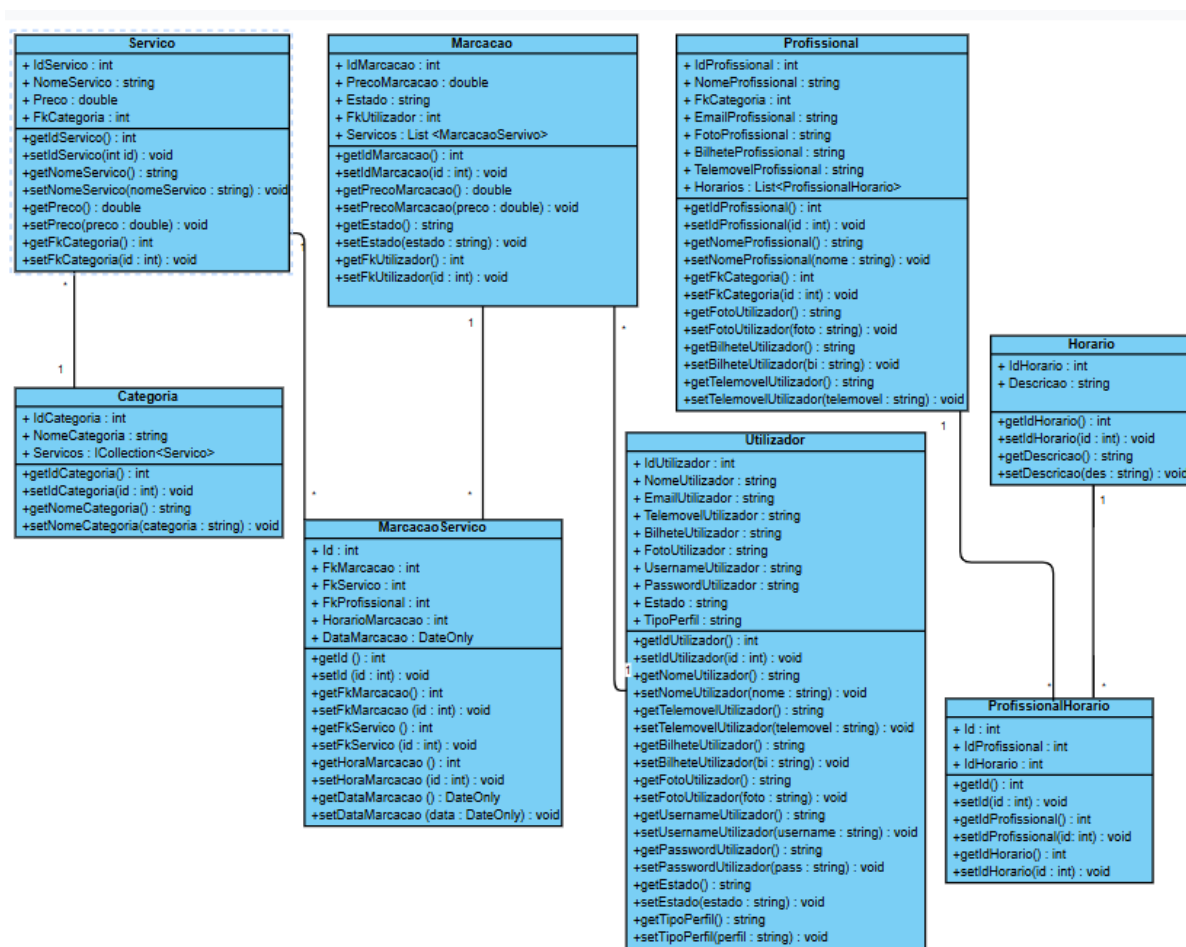 Servico
+ IdServico : int
+ NomeServico : string
+ Preco : double
+ FkCategoria : int
+getIdServico() : int
+setIdServico(int id) : void
+getNomeServico() : string
+setNomeServico(nomeServico : string) : void
+getPreco() : double
+setPreco(preco : double) : void
+getFkCategoria() : int
+setFkCategoria(id : int) : void
Marcacao
+ IdMarcacao : int
+ PrecoMarcacao : double
+ Estado : string
+ FkUtilizador : int
+ Servicos : List <MarcacaoServivo>
+getIdMarcacao() : int
+setIdMarcacao(id : int) : void
+getPrecoMarcacao() : double
+setPrecoMarcacao(preco : double) : void
+getEstado() : string
+setEstado(estado : string) : void
+getFkUtilizador() : int
+setFkUtilizador(id : int) : void
Profissional
+ IdProfissional : int
+ NomeProfissional : string
+ FkCategoria : int
+ EmailProfissional : string
+ FotoProfissional : string
+ BilheteProfissional : string
+ TelemovelProfissional : string
+ Horarios : List<ProfissionalHorario>
+getIdProfissional() : int
+setIdProfissional(id : int) : void
+getNomeProfissional() : string
+setNomeProfissional(nome : string) : void
+getFkCategoria() : int
+setFkCategoria(id : int) : void
+getFotoUtilizador() : string
+setFotoUtilizador(foto : string) : void
+getBilheteUtilizador() : string
+setBilheteUtilizador(bi : string) : void
+getTelemovelUtilizador() : string
+setTelemovelUtilizador(telemovel : string) : void
Horario
+ IdHorario : int
+ Descricao : string
+getIdHorario() : int
+setIdHorario(id : int) : void
+getDescricao() : string
+setDescricao(des : string) : void
1
*
1
1
*
1
1
Categoria
+ IdCategoria : int
+ NomeCategoria : string
+ Servicos : ICollection<Servico>
+getIdCategoria() : int
+setIdCategoria(id : int) : void
+getNomeCategoria() : string
+setNomeCategoria(categoria : string) : void
*
*
MarcacaoServico
+ Id : int
+ FkMarcacao : int
+ FkServico : int
+ FkProfissional : int
+ HorarioMarcacao : int
+ DataMarcacao : DateOnly
+getId () : int
+setId (id : int) : void
+getFkMarcacao() : int
+setFkMarcacao (id : int) : void
+getFkServico () : int
+setFkServico (id : int) : void
+getHoraMarcacao () : int
+setHoraMarcacao (id : int) : void
+getDataMarcacao () : DateOnly
+setDataMarcacao (data : DateOnly) : void
Utilizador
+ IdUtilizador : int
+ NomeUtilizador : string
+ EmailUtilizador : string
+ TelemovelUtilizador : string
+ BilheteUtilizador : string
+ FotoUtilizador : string
+ UsernameUtilizador : string
+ PasswordUtilizador : string
+ Estado : string
+ TipoPerfil : string
+getIdUtilizador() : int
+setIdUtilizador(id : int) : void
+getNomeUtilizador() : string
+setNomeUtilizador(nome : string) : void
+getTelemovelUtilizador() : string
+setTelemovelUtilizador(telemovel : string) : void
+getBilheteUtilizador() : string
+setBilheteUtilizador(bi : string) : void
+getFotoUtilizador() : string
+setFotoUtilizador(foto : string) : void
+getUsernameUtilizador() : string
+setUsernameUtilizador(username : string) : void
+getPasswordUtilizador() : string
+setPasswordUtilizador(pass : string) : void
+getEstado() : string
+setEstado(estado : string) : void
+getTipoPerfil() : string
+setTipoPerfil(perfil : string) : void
1
*
*
ProfissionalHorario
+ Id : int
+ IdProfissional : int
+ IdHorario : int
+getId() : int
+setId(id : int) : void
+getIdProfissional() : int
+setIdProfissional(id: int) : void
+getIdHorario() : int
+setIdHorario(id : int) : void